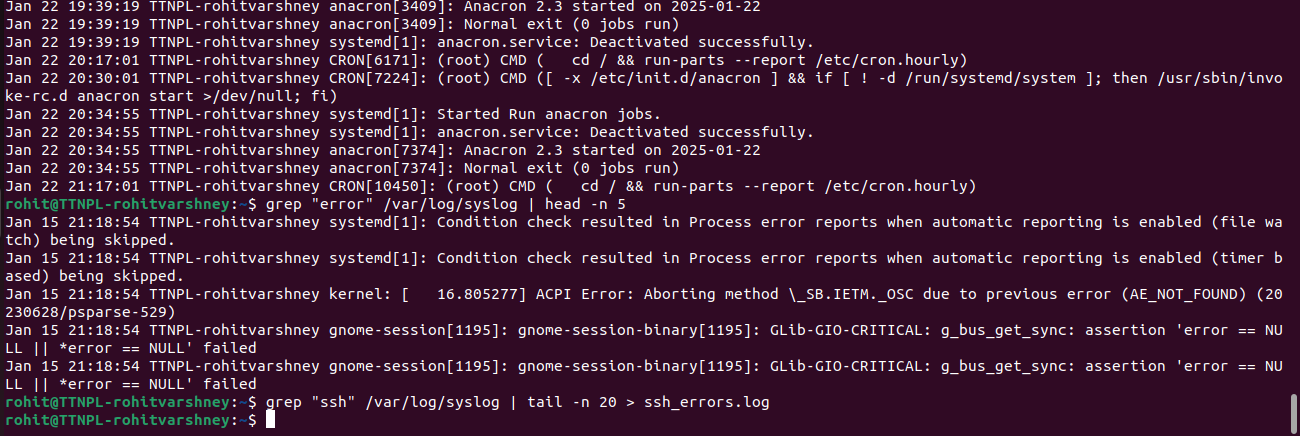 Jan 22 19:39:19 TTNPL-rohitvarshney anacron[3409]: Anacron 2.3 started on 2025-01-22
Jan 22 19:39:19 TTNPL-rohitvarshney anacron[3409]: Normal exit (0 jobs run)
Jan 22 19:39:19 TTNPL-rohitvarshney systemd[1]: anacron.service: Deactivated successfully.
Jan 22 20:17:01 TTNPL-rohitvarshney CRON[6171]: (root) CMD (   cd / && run-parts --report /etc/cron.hourly)
Jan 22 20:30:01 TTNPL-rohitvarshney CRON[7224]: (root) CMD ([ -x /etc/init.d/anacron ] && if [ ! -d /run/systemd/system ]; then /usr/sbin/invo
ke-rc.d anacron start >/dev/null; fi)
Jan 22 20:34:55 TTNPL-rohitvarshney systemd[1]: Started Run anacron jobs.
Jan 22 20:34:55 TTNPL-rohitvarshney systemd[1]: anacron.service: Deactivated successfully.
Jan 22 20:34:55 TTNPL-rohitvarshney anacron[7374]: Anacron 2.3 started on 2025-01-22
Jan 22 20:34:55 TTNPL-rohitvarshney anacron[7374]: Normal exit (0 jobs run)
Jan 22 21:17:01 TTNPL-rohitvarshney CRON[10450]: (root) CMD (   cd / && run-parts --report /etc/cron.hourly)
rohit@TTNPL-rohitvarshney:~$ grep "error" /var/log/syslog | head -n 5
Jan 15 21:18:54 TTNPL-rohitvarshney systemd[1]: Condition check resulted in Process error reports when automatic reporting is enabled (file wa
tch) being skipped.
Jan 15 21:18:54 TTNPL-rohitvarshney systemd[1]: Condition check resulted in Process error reports when automatic reporting is enabled (timer b
ased) being skipped.
Jan 15 21:18:54 TTNPL-rohitvarshney kernel: [   16.805277] ACPI Error: Aborting method \_SB.IETM._OSC due to previous error (AE_NOT_FOUND) (20
230628/psparse-529)
Jan 15 21:18:54 TTNPL-rohitvarshney gnome-session[1195]: gnome-session-binary[1195]: GLib-GIO-CRITICAL: g_bus_get_sync: assertion 'error == NU
LL || *error == NULL' failed
Jan 15 21:18:54 TTNPL-rohitvarshney gnome-session[1195]: gnome-session-binary[1195]: GLib-GIO-CRITICAL: g_bus_get_sync: assertion 'error == NU
LL || *error == NULL' failed
rohit@TTNPL-rohitvarshney:~$ grep "ssh" /var/log/syslog | tail -n 20 > ssh_errors.log
rohit@TTNPL-rohitvarshney:~$